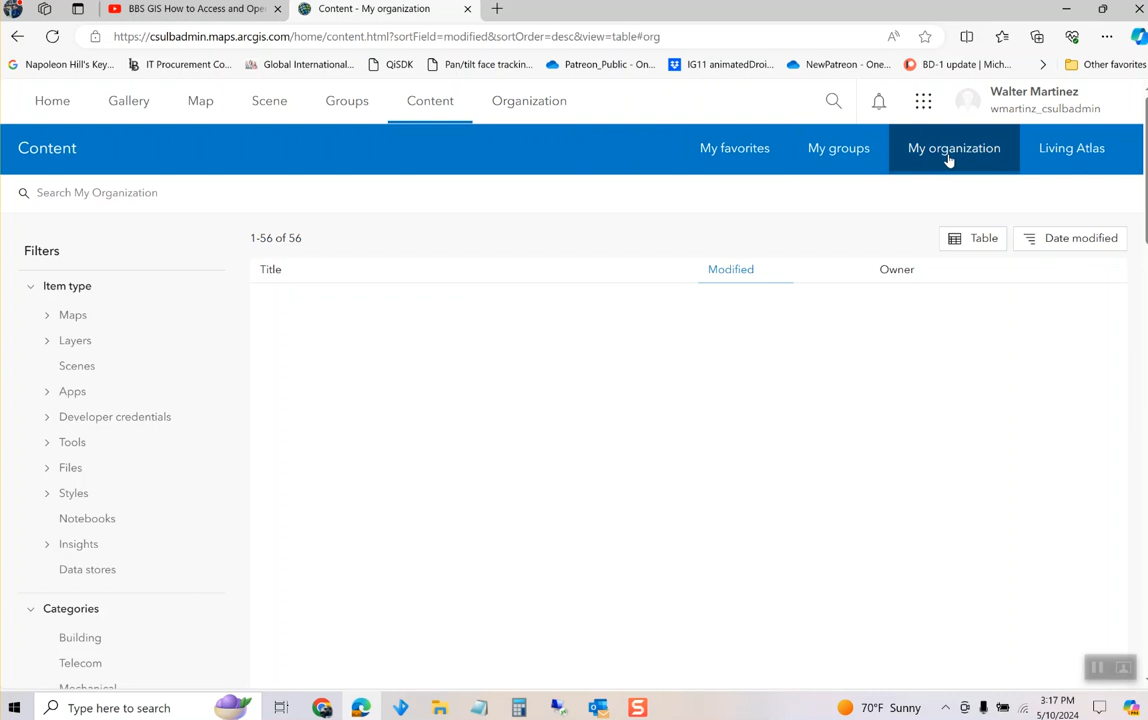 BBS GIS How to Access and Ope
Content - My organization
https://csulbadmin.maps.arcgis.com/home/content.html?sortField=modified&sortOrder=desc&view=table#org
Napoleon Hill's Key... IT Procurement Co... Global International... QiSDK Pan/tilt face trackin... Patreon_Public - On... IG11 animatedDroi... NewPatreon - One... BD-1 update | Mich... Other favorites
Home Gallery Map Scene Groups Content Organization
Walter Martinez
wmartinz_csulbadmin
Content My favorites My groups My organization Living Atlas
Search My Organization
Filters
1-56 of 56 Table Date modified
Title Modified Owner
Item type
Maps
Layers
Scenes
Apps
Developer credentials
Tools
Files
Styles
Notebooks
Insights
Data stores
Categories
Building
Telecom
Mechanical
Type here to search
70°F Sunny
3:17 PM
5/10/2024